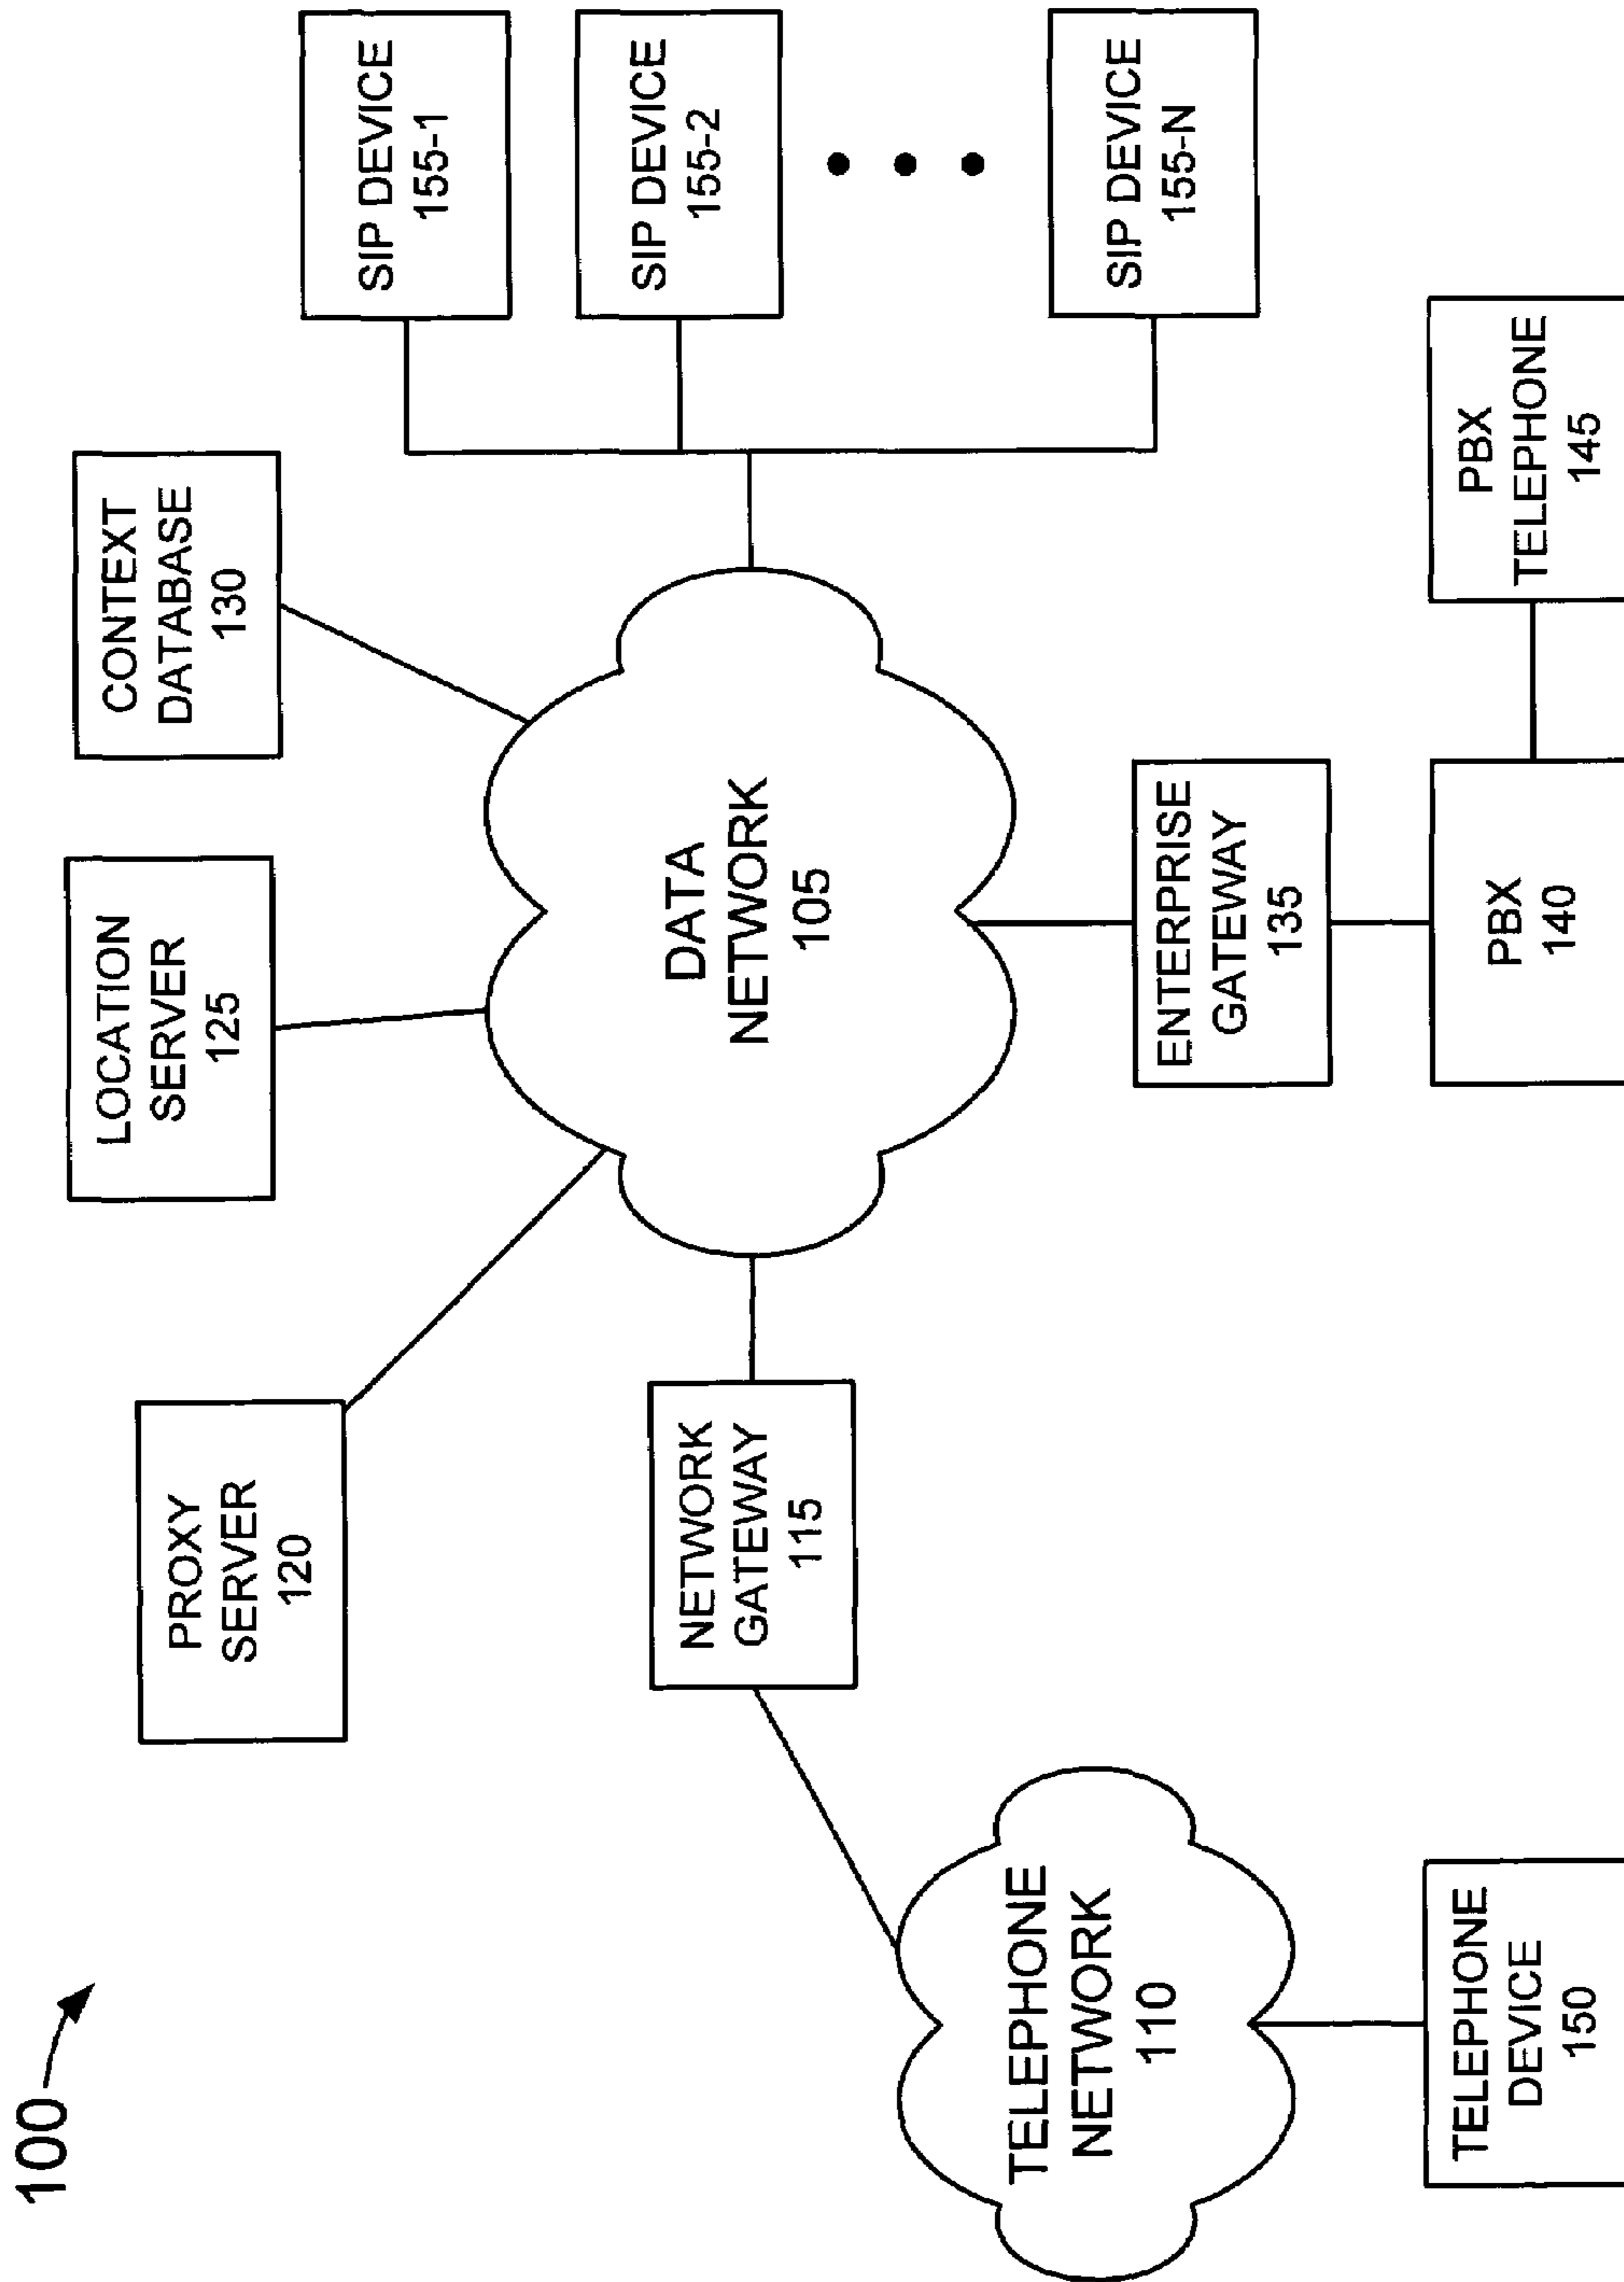 100
PROXY
SERVER
120
LOCATION
SERVER
125
CONTEXT
DATABASE
130
SIP DEVICE
155-1
SIP DEVICE
155-2
SIP DEVICE
155-N
NETWORK
GATEWAY
115
DATA
NETWORK
105
TELEPHONE
NETWORK
110
ENTERPRISE
GATEWAY
135
TELEPHONE
DEVICE
150
PBX
140
PBX
TELEPHONE
145